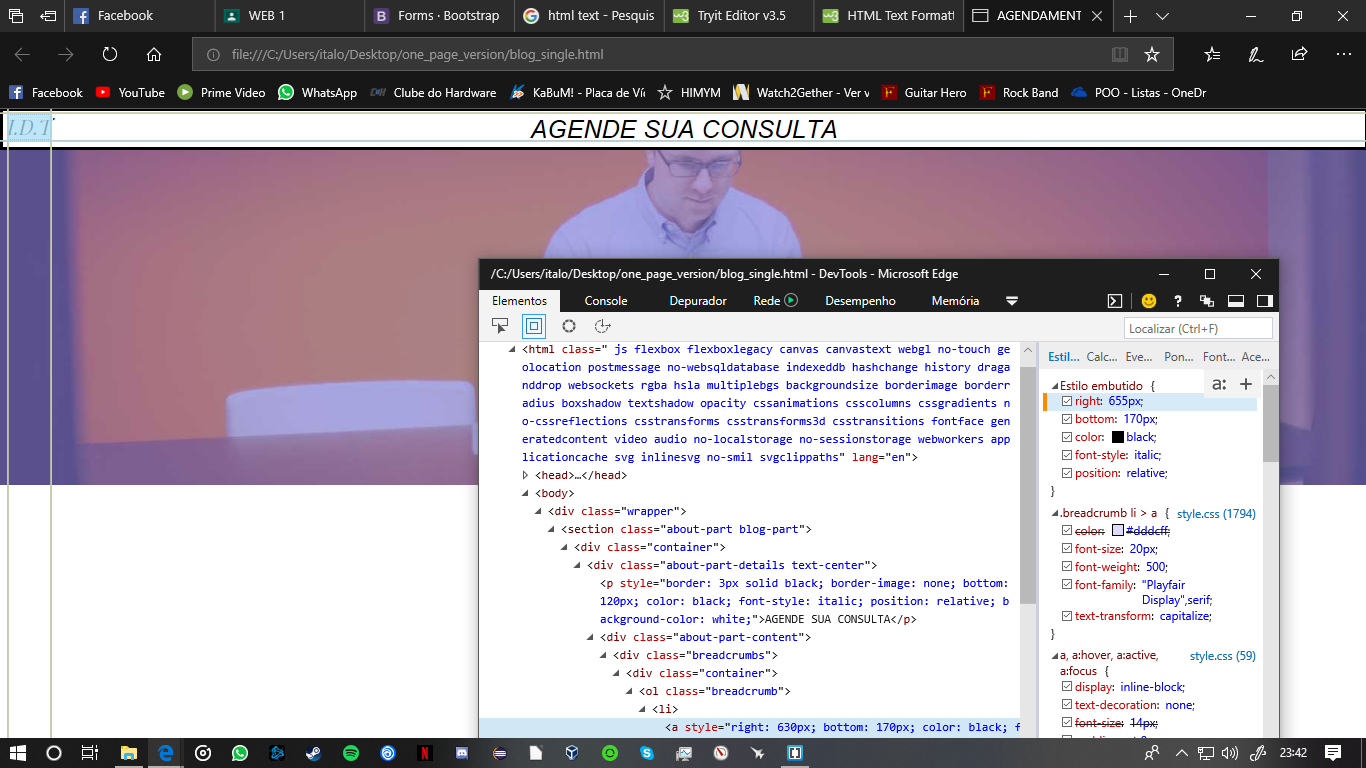 Facebook
WEB 1
Forms · Bootstrap
html text - Pesquis
Tryit Editor v3.5
HTML Text Formatt
AGENDAMENT
file:///C:/Users/italo/Desktop/one_page_version/blog_single.html
Facebook
YouTube
Prime Video
WhatsApp
Clube do Hardware
KaBuM! - Placa de Ví
HIMYM
Watch2Gether - Ver v
Guitar Hero
Rock Band
POO - Listas - OneDr
I.D.T
AGENDE SUA CONSULTA
/C:/Users/italo/Desktop/one_page_version/blog_single.html - DevTools - Microsoft Edge
Elementos
Console
Depurador
Rede
Desempenho
Memória
Localizar (Ctrl+F)
<html class=" js flexbox flexboxlegacy canvas canvastext webgl no-touch ge
olocation postmessage no-websqldatabase indexeddb hashchange history draga
nddrop websockets rgba hsla multiplebgs backgroundsize borderimage borderr
adius boxshadow textshadow opacity cssanimations csscolumns cssgradients n
o-cssreflections csstransforms csstransforms3d csstransitions fontface gen
eratedcontent video audio no-localstorage no-sessionstorage webworkers app
licationcache svg inlinesvg no-smil svgclippaths" lang="en">
<head>…</head>
<body>
<div class="wrapper">
<section class="about-part blog-part">
<div class="container">
<div class="about-part-details text-center">
<p style="border: 3px solid black; border-image: none; bottom:
120px; color: black; font-style: italic; position: relative; b
ackground-color: white;">AGENDE SUA CONSULTA</p>
<div class="about-part-content">
<div class="breadcrumbs">
<div class="container">
<ol class="breadcrumb">
<li>
<a style="right: 630px; bottom: 170px; color: black; f
Estil...
Calc...
Eve...
Pon...
Font...
Ace...
Estilo embutido {
a:
right: 655px;
bottom: 170px;
color: black;
font-style: italic;
position: relative;
}
.breadcrumb li > a {
style.css (1794)
color: #dddcff;
font-size: 20px;
font-weight: 500;
font-family: "Playfair
Display",serif;
text-transform: capitalize;
}
a, a:hover, a:active,
style.css (59)
a:focus {
display: inline-block;
text-decoration: none;
font-size: 14px;
23:42